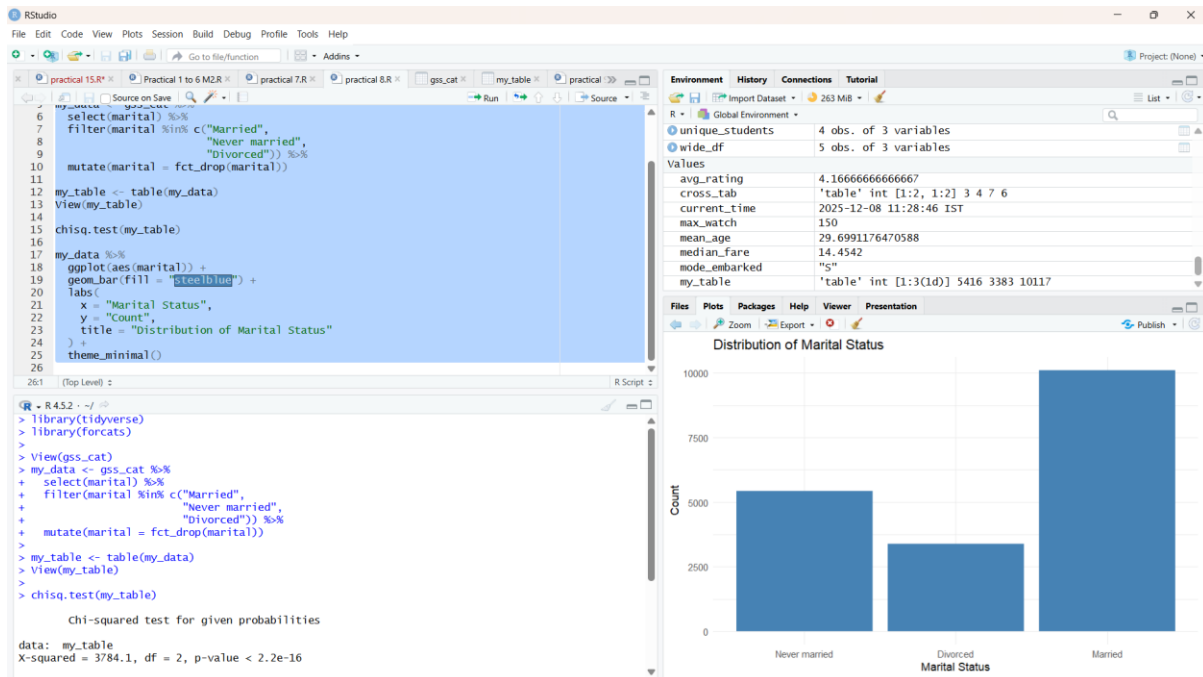 RStudio
File Edit Code View Plots Session Build Debug Profile Tools Help
Go to file/function Addins Project: (None)
practical 15.R* Practical 1 to 6 M2.R practical 7.R practical 8.R gss_cat my_table practical
Source on Save Run Source
5 my_data <- gss_cat %>%
6 select(marital) %>%
7 filter(marital %in% c("Married",
8 "Never married",
9 "Divorced")) %>%
10 mutate(marital = fct_drop(marital))
11
12 my_table <- table(my_data)
13 View(my_table)
14
15 chisq.test(my_table)
16
17 my_data %>%
18 ggplot(aes(marital)) +
19 geom_bar(fill = "steelblue") +
20 labs(
21 x = "Marital Status",
22 y = "Count",
23 title = "Distribution of Marital Status"
24 ) +
25 theme_minimal()
26
26:1 (Top Level) R Script
R 4.5.2 · ~/
> library(tidyverse)
> library(forcats)
>
> View(gss_cat)
> my_data <- gss_cat %>%
+ select(marital) %>%
+ filter(marital %in% c("Married",
+ "Never married",
+ "Divorced")) %>%
+ mutate(marital = fct_drop(marital))
>
> my_table <- table(my_data)
> View(my_table)
>
> chisq.test(my_table)
Chi-squared test for given probabilities
data: my_table
X-squared = 3784.1, df = 2, p-value < 2.2e-16
Environment History Connections Tutorial
Import Dataset 263 MiB List
R Global Environment
unique_students 4 obs. of 3 variables
wide_df 5 obs. of 3 variables
Values
avg_rating 4.16666666666667
cross_tab 'table' int [1:2, 1:2] 3 4 7 6
current_time 2025-12-08 11:28:46 IST
max_watch 150
mean_age 29.6991176470588
median_fare 14.4542
mode_embarked "S"
my_table 'table' int [1:3(1d)] 5416 3383 10117
Files Plots Packages Help Viewer Presentation
Zoom Export Publish
Distribution of Marital Status
10000
7500
5000
2500
0
Count
Never married Divorced Married
Marital Status